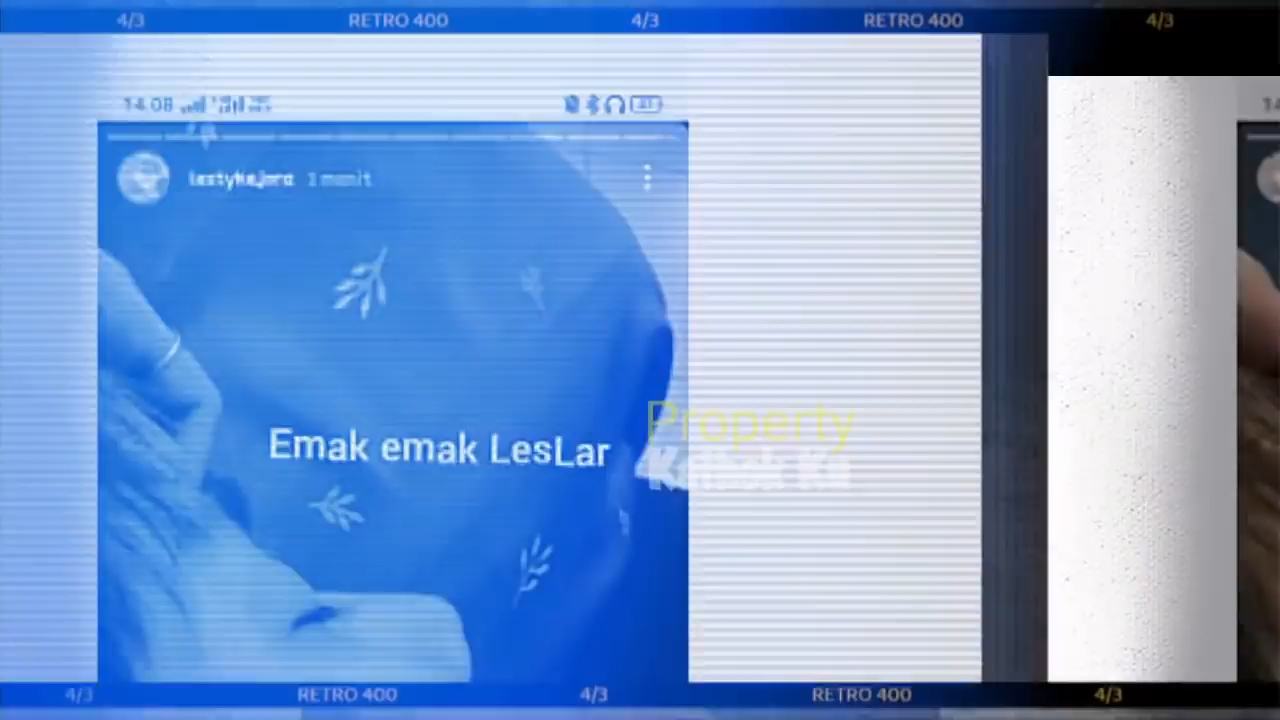 4/3 RETRO 400 4/3 RETRO 400 4/3
14.08
lestykejora 1 menit
Emak emak LesLar
Property
4/3 RETRO 400 4/3 RETRO 400 4/3